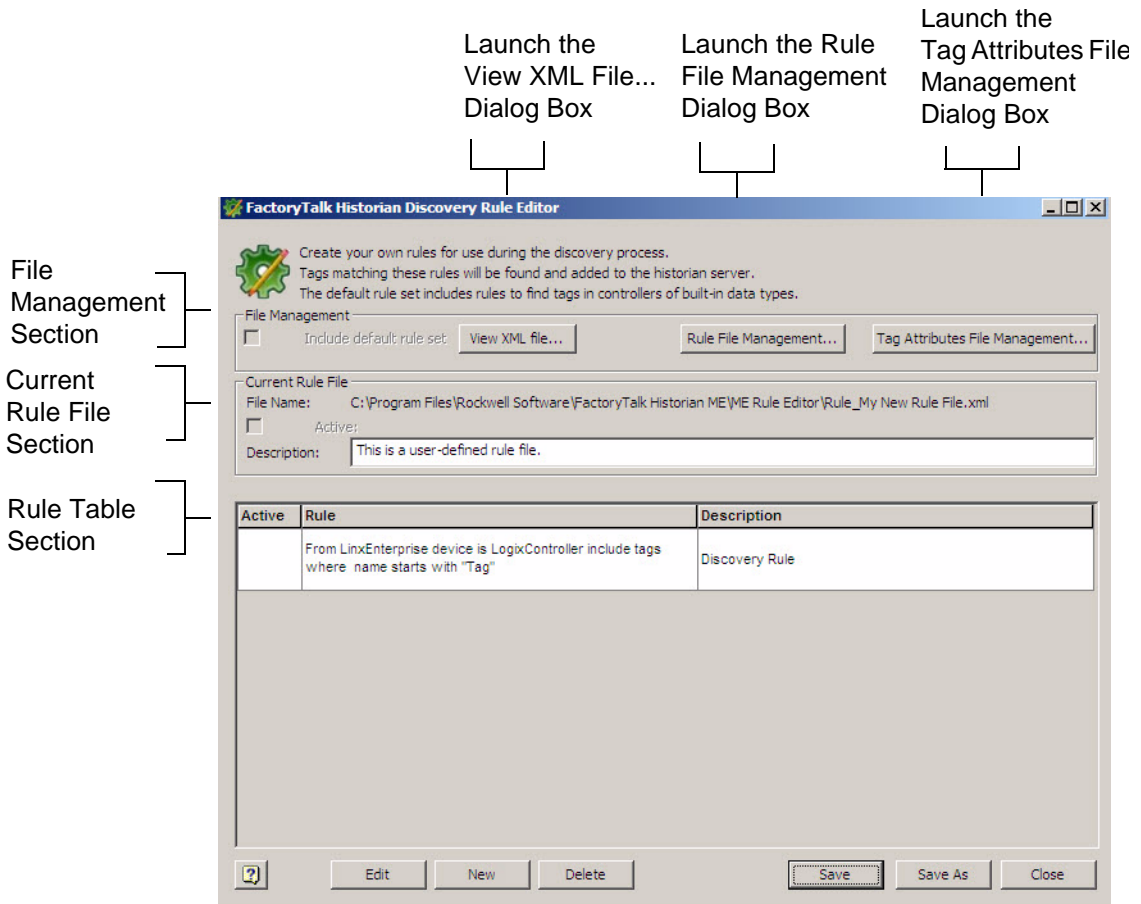 Launch the
View XML File...
Dialog Box
Launch the Rule
File Management
Dialog Box
Launch the
Tag Attributes File
Management
Dialog Box
FactoryTalk Historian Discovery Rule Editor
File
Management
Section
Create your own rules for use during the discovery process.
Tags matching these rules will be found and added to the historian server.
The default rule set includes rules to find tags in controllers of built-in data types.
File Management
Include default rule set
View XML file...
Rule File Management...
Tag Attributes File Management...
Current
Rule File
Section
Current Rule File
File Name: C:\Program Files\Rockwell Software\FactoryTalk Historian ME\ME Rule Editor\Rule_My New Rule File.xml
Active:
Description: This is a user-defined rule file.
Rule Table
Section
Active Rule Description
From LinxEnterprise device is LogixController include tags
where name starts with "Tag"
Discovery Rule
? Edit New Delete Save Save As Close